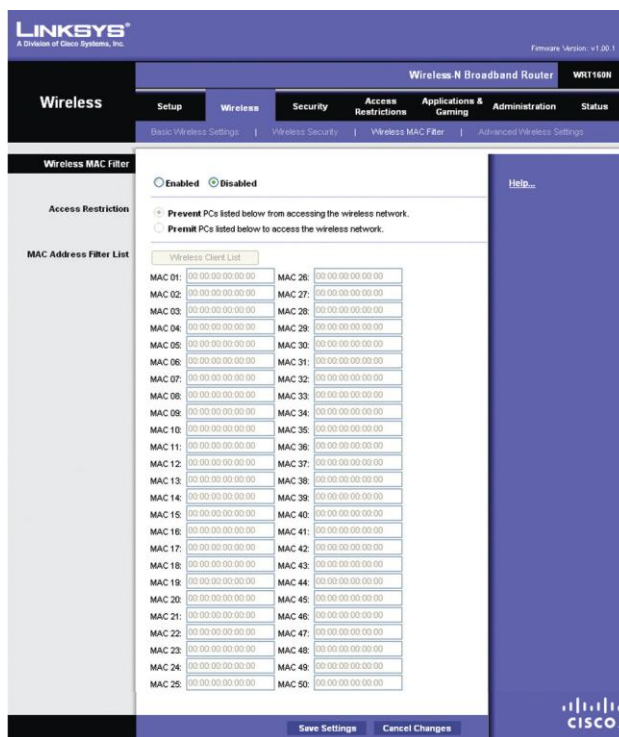 LINKSYS®
A Division of Cisco Systems, Inc.
Firmware Version: v1.00.1
Wireless-N Broadband Router WRT160N
Wireless
Setup Wireless Security Access Restrictions Applications & Gaming Administration Status
Basic Wireless Settings | Wireless Security | Wireless MAC Filter | Advanced Wireless Settings
Wireless MAC Filter
Enabled Disabled
Help...
Access Restriction
Prevent PCs listed below from accessing the wireless network.
Premit PCs listed below to access the wireless network.
MAC Address Filter List
Wireless Client List
MAC 01: 00:00:00:00:00:00 MAC 26: 00:00:00:00:00:00
MAC 02: 00:00:00:00:00:00 MAC 27: 00:00:00:00:00:00
MAC 03: 00:00:00:00:00:00 MAC 28: 00:00:00:00:00:00
MAC 04: 00:00:00:00:00:00 MAC 29: 00:00:00:00:00:00
MAC 05: 00:00:00:00:00:00 MAC 30: 00:00:00:00:00:00
MAC 06: 00:00:00:00:00:00 MAC 31: 00:00:00:00:00:00
MAC 07: 00:00:00:00:00:00 MAC 32: 00:00:00:00:00:00
MAC 08: 00:00:00:00:00:00 MAC 33: 00:00:00:00:00:00
MAC 09: 00:00:00:00:00:00 MAC 34: 00:00:00:00:00:00
MAC 10: 00:00:00:00:00:00 MAC 35: 00:00:00:00:00:00
MAC 11: 00:00:00:00:00:00 MAC 36: 00:00:00:00:00:00
MAC 12: 00:00:00:00:00:00 MAC 37: 00:00:00:00:00:00
MAC 13: 00:00:00:00:00:00 MAC 38: 00:00:00:00:00:00
MAC 14: 00:00:00:00:00:00 MAC 39: 00:00:00:00:00:00
MAC 15: 00:00:00:00:00:00 MAC 40: 00:00:00:00:00:00
MAC 16: 00:00:00:00:00:00 MAC 41: 00:00:00:00:00:00
MAC 17: 00:00:00:00:00:00 MAC 42: 00:00:00:00:00:00
MAC 18: 00:00:00:00:00:00 MAC 43: 00:00:00:00:00:00
MAC 19: 00:00:00:00:00:00 MAC 44: 00:00:00:00:00:00
MAC 20: 00:00:00:00:00:00 MAC 45: 00:00:00:00:00:00
MAC 21: 00:00:00:00:00:00 MAC 46: 00:00:00:00:00:00
MAC 22: 00:00:00:00:00:00 MAC 47: 00:00:00:00:00:00
MAC 23: 00:00:00:00:00:00 MAC 48: 00:00:00:00:00:00
MAC 24: 00:00:00:00:00:00 MAC 49: 00:00:00:00:00:00
MAC 25: 00:00:00:00:00:00 MAC 50: 00:00:00:00:00:00
Save Settings Cancel Changes
CISCO